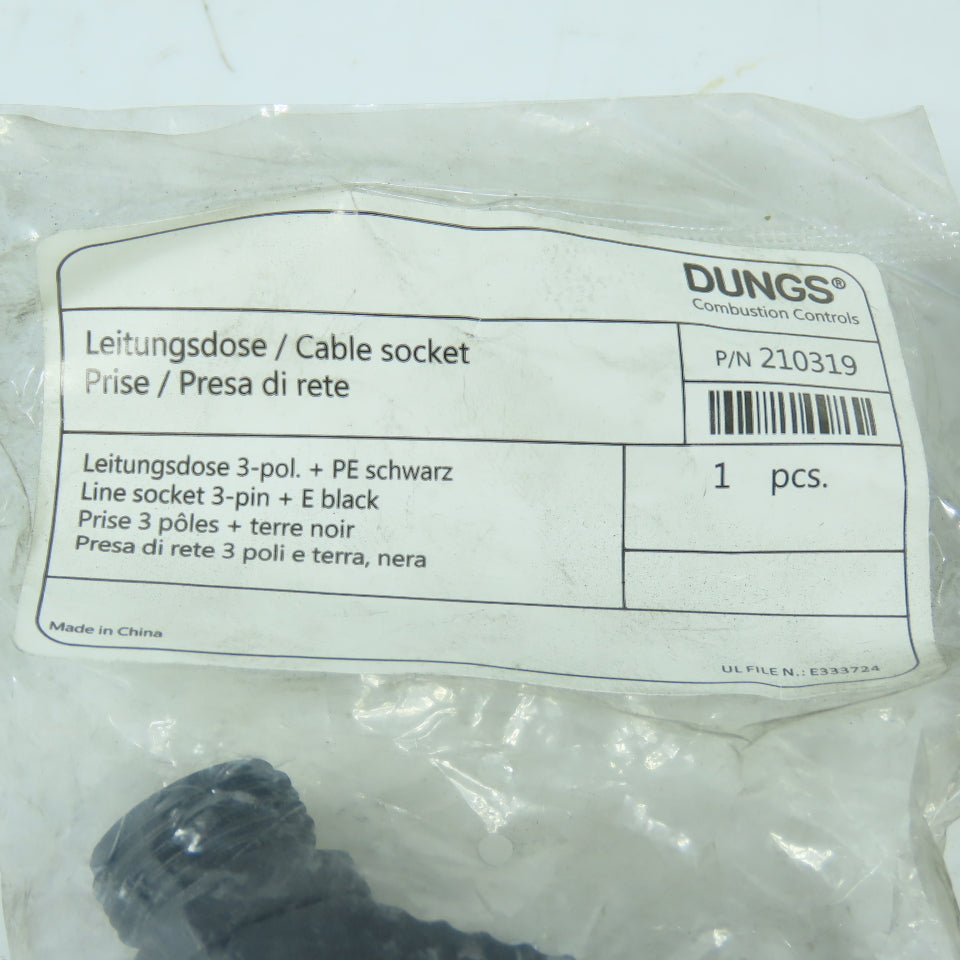 DUNGS®
Combustion Controls
Leitungsdose / Cable socket
Prise / Presa di rete
P/N 210319
Leitungsdose 3-pol. + PE schwarz
Line socket 3-pin + E black
Prise 3 pôles + terre noir
Presa di rete 3 poli e terra, nera
1 pcs.
Made in China
UL FILE N.: E333724